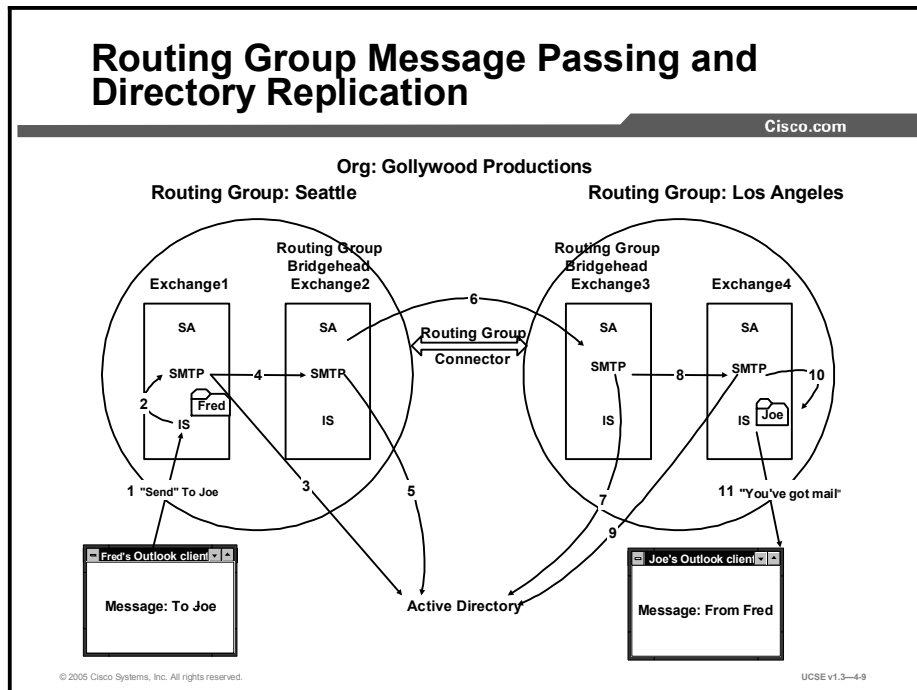 Routing Group Message Passing and
Directory Replication
Cisco.com
Org: Gollywood Productions
Routing Group: Seattle
Routing Group: Los Angeles
Routing Group
Bridgehead
Exchange1
Exchange2
Routing Group
Bridgehead
Exchange3
Exchange4
6
SA
SA
SA
SA
Routing Group
Connector
SMTP
4
SMTP
SMTP
8
SMTP
10
2
Fred
Joe
IS
IS
IS
IS
1 "Send" To Joe
3
5
7
9
11 "You've got mail"
Fred's Outlook client
Message: To Joe
Active Directory
Joe's Outlook client
Message: From Fred
© 2005 Cisco Systems, Inc. All rights reserved.
UCSE v1.3—4-9